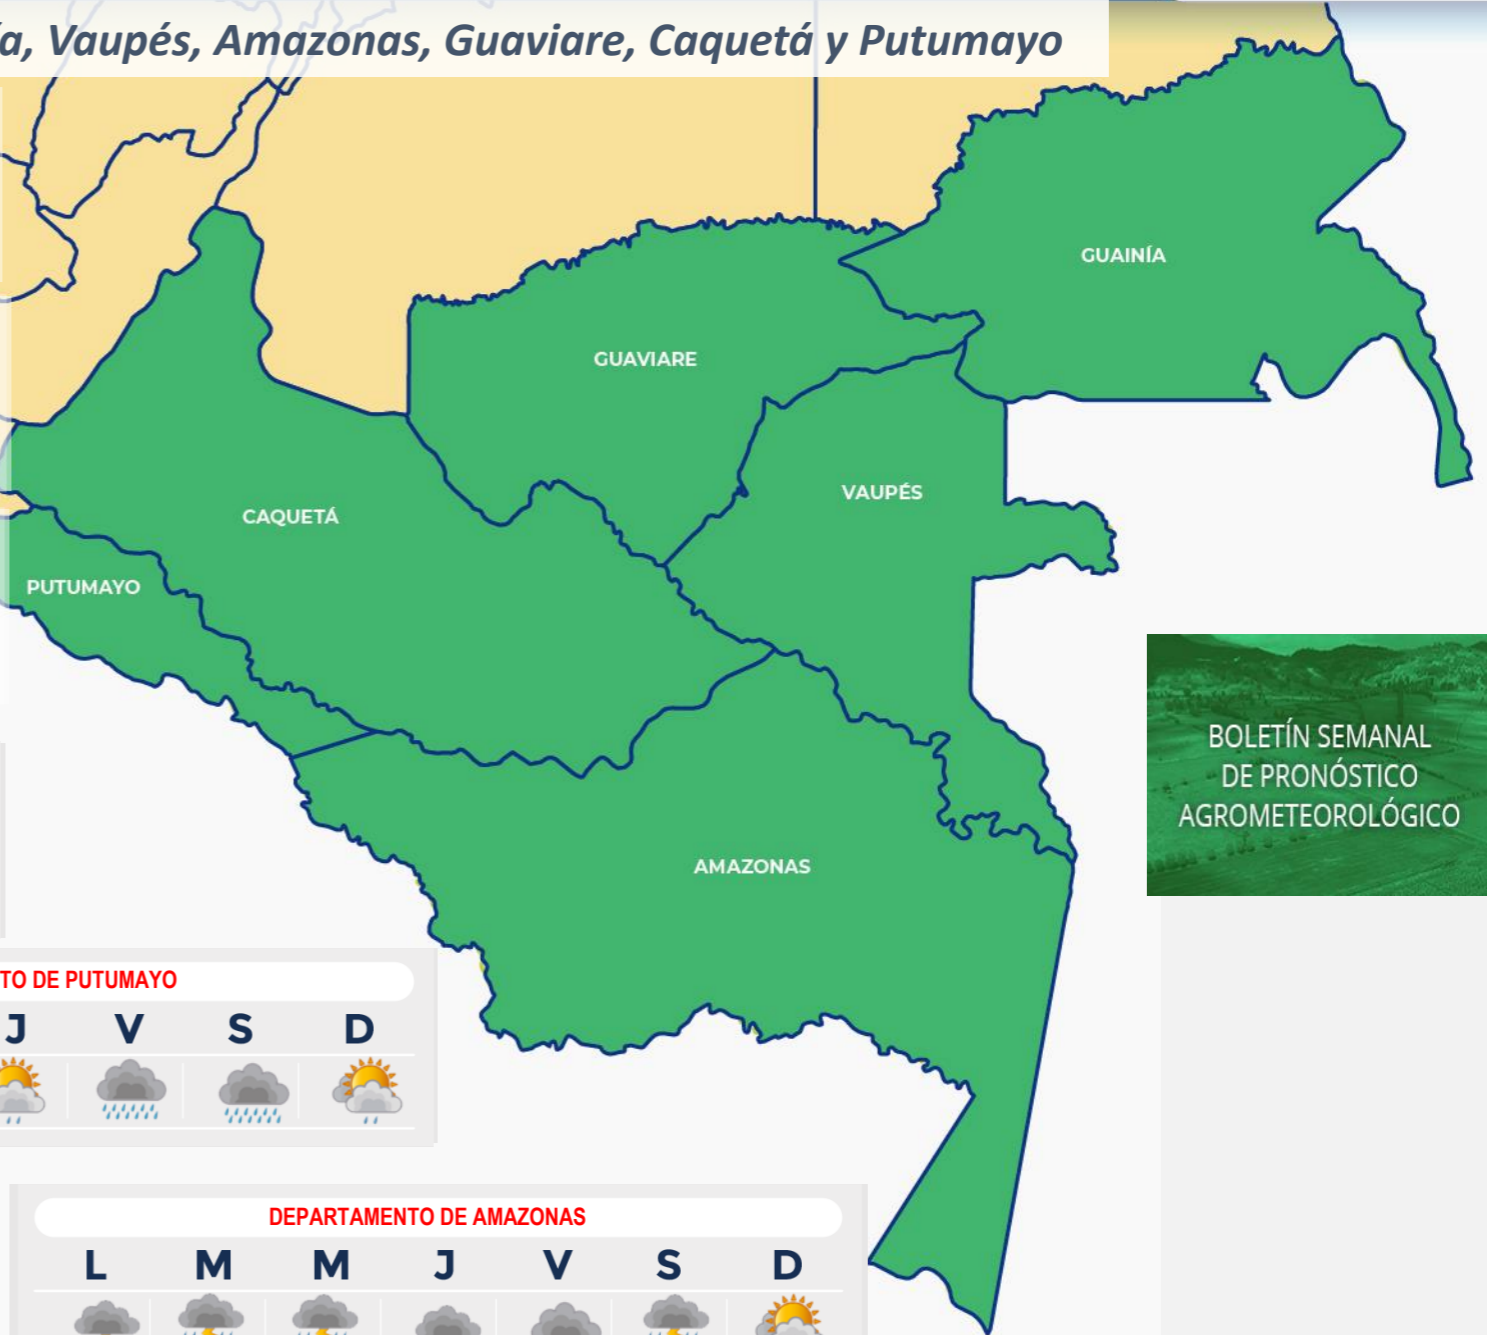 ía, Vaupés, Amazonas, Guaviare, Caquetá y Putumayo
GUAINÍA
GUAVIARE
VAUPÉS
CAQUETÁ
PUTUMAYO
BOLETÍN SEMANAL
DE PRONÓSTICO
AGROMETEOROLÓGICO
AMAZONAS
TO DE PUTUMAYO
J V S D
DEPARTAMENTO DE AMAZONAS
L M M J V S D